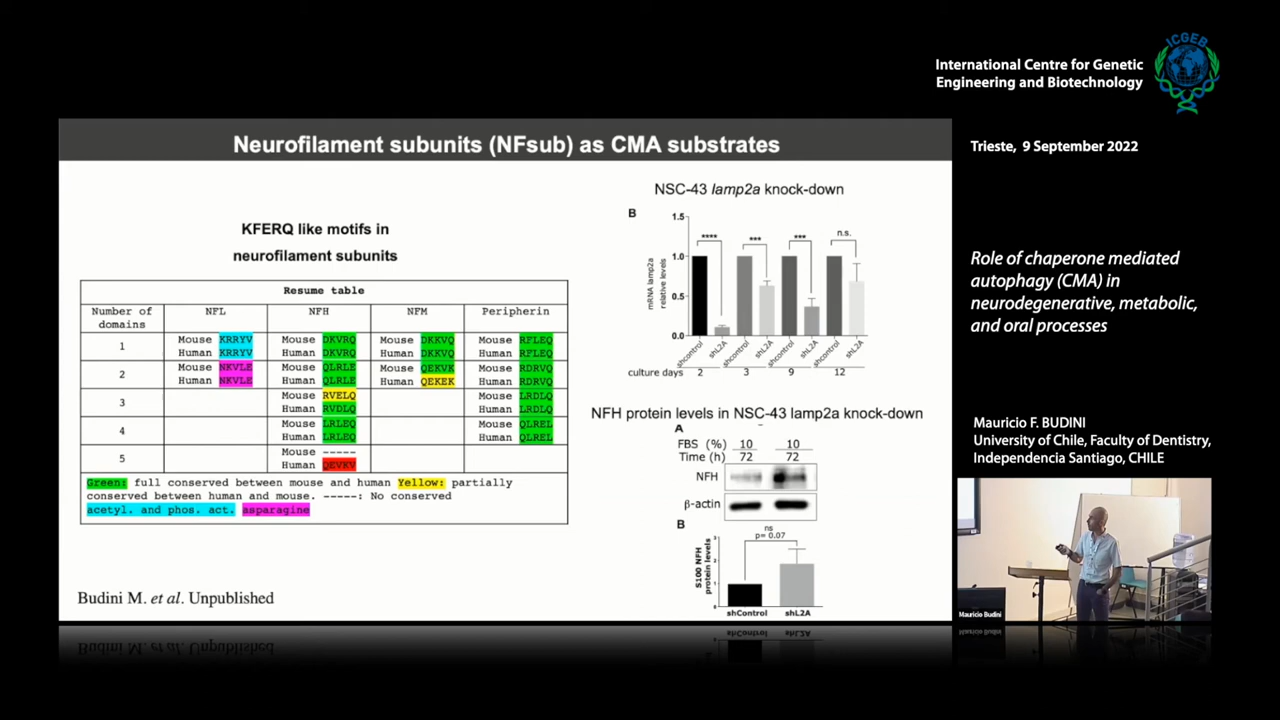 International Centre for Genetic
Engineering and Biotechnology
ICGEB
Trieste, 9 September 2022
Role of chaperone mediated
autophagy (CMA) in
neurodegenerative, metabolic,
and oral processes
Mauricio F. BUDINI
University of Chile, Faculty of Dentistry,
Independencia Santiago, CHILE
Mauricio Budini
Neurofilament subunits (NFsub) as CMA substrates
KFERQ like motifs in
neurofilament subunits
Resume table
Number of domains NFL NFH NFM Peripherin
1 Mouse KRRYV Mouse DKVRQ Mouse DKKVQ Mouse RFLEQ
Human KRRYV Human DKVRQ Human DKKVQ Human RFLEQ
2 Mouse NKVLE Mouse QLRLE Mouse QEKVK Mouse RDRVQ
Human NKVLE Human QLRLE Human QEKEK Human RDRVQ
3 Mouse RVELQ Mouse LRDLQ
Human RVDLQ Human LRDLQ
4 Mouse LRLEQ Mouse QLREL
Human LRLEQ Human QLREL
5 Mouse -----
Human QEVKV
Green: full conserved between mouse and human Yellow: partially
conserved between human and mouse. -----: No conserved
acetyl. and phos. act. asparagine
Budini M. et al. Unpublished
NSC-43 lamp2a knock-down
B
mRNA lamp2a
relative levels
1.5
1.0
0.5
0.0
**** *** *** n.s.
shcontrol shL2A shcontrol shL2A shcontrol shL2A shcontrol shL2A
culture days 2 3 9 12
NFH protein levels in NSC-43 lamp2a knock-down
A
FBS (%) 10 10
Time (h) 72 72
NFH
β-actin
B
ns
p= 0.07
S100 NFH
protein levels
3
2
1
0
shControl shL2A